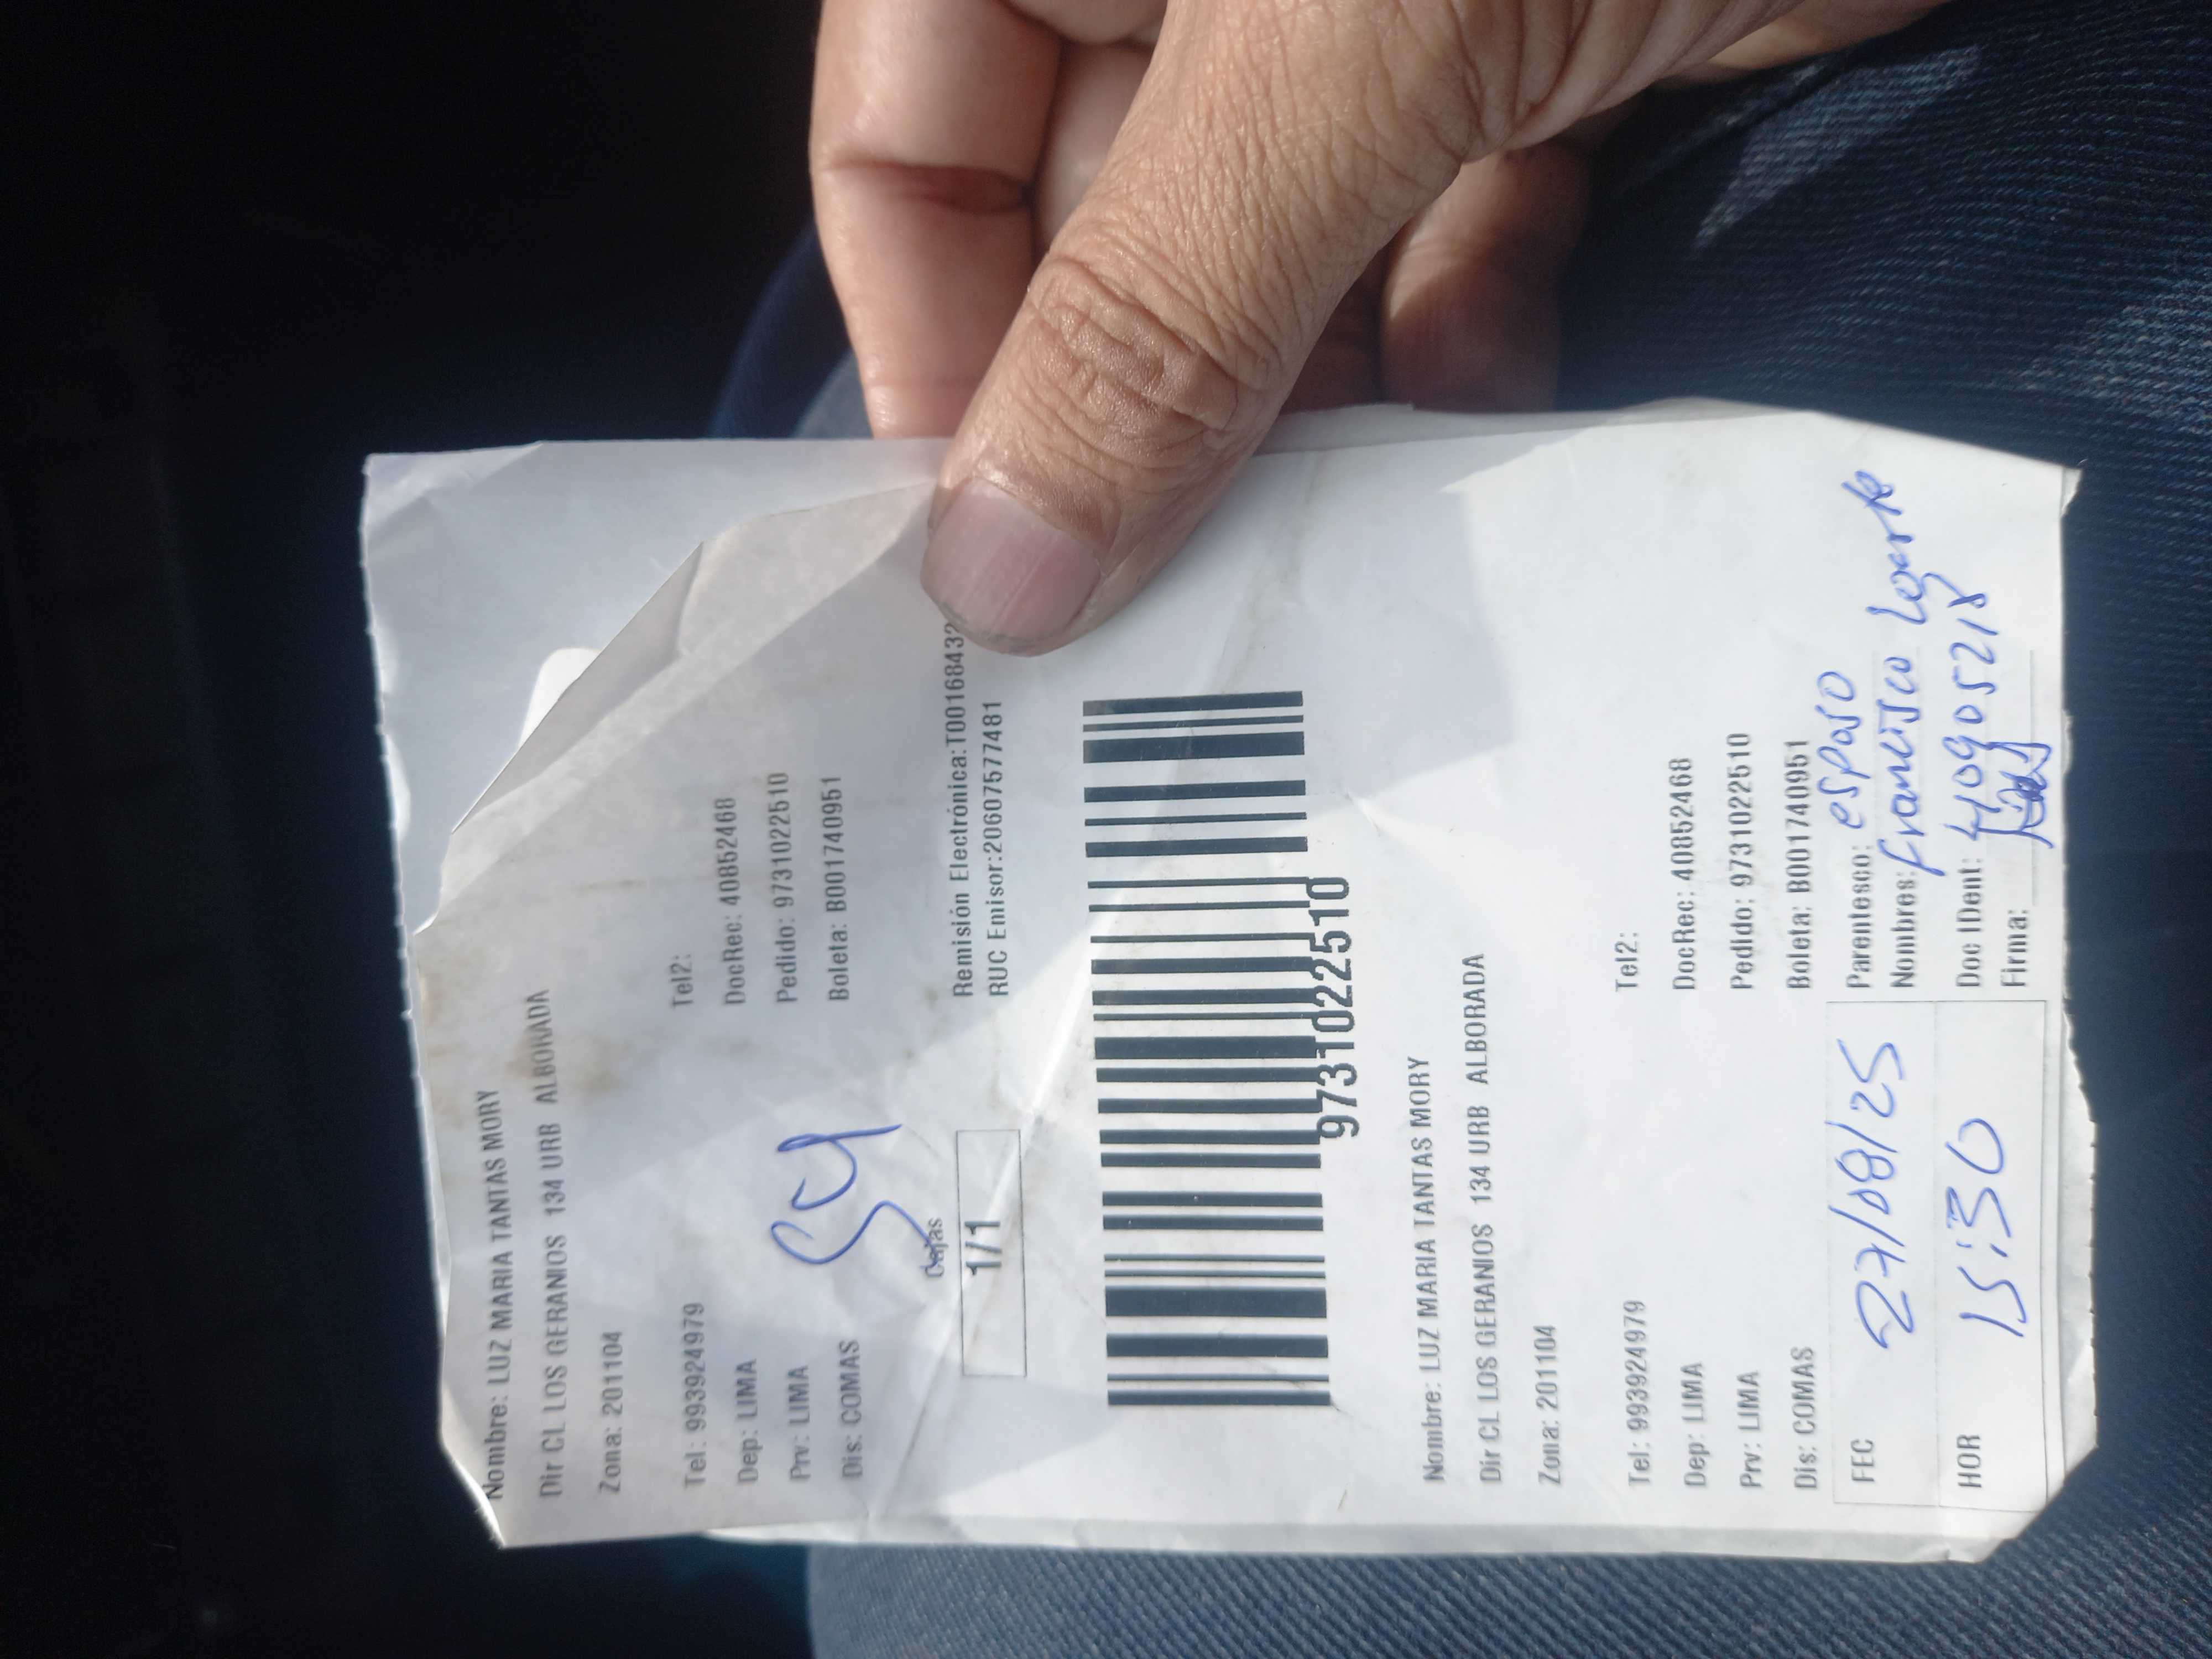 Nombre: LUZ MARIA TANTAS MORY
Dir CL LOS GERANIOS 134 URB ALBORADA
Zona: 201104
Tel: 993924979 Tel2:
Dep: LIMA DocRec: 40852468
Prv: LIMA Pedido: 9731022510
Dis: COMAS Boleta: B001740951
Cajas
1/1
Remisión Electrónica:T00168432
RUC Emisor:20607577481
9731022510
Nombre: LUZ MARIA TANTAS MORY
Dir CL LOS GERANIOS 134 URB ALBORADA
Zona: 201104
Tel: 993924979 Tel2:
Dep: LIMA DocRec: 40852468
Prv: LIMA Pedido: 9731022510
Dis: COMAS Boleta: B001740951
FEC 27/08/25
HOR 15:30
Parentesco: esposo
Nombres: Francisco
Doc IDent: 40905218
Firma: